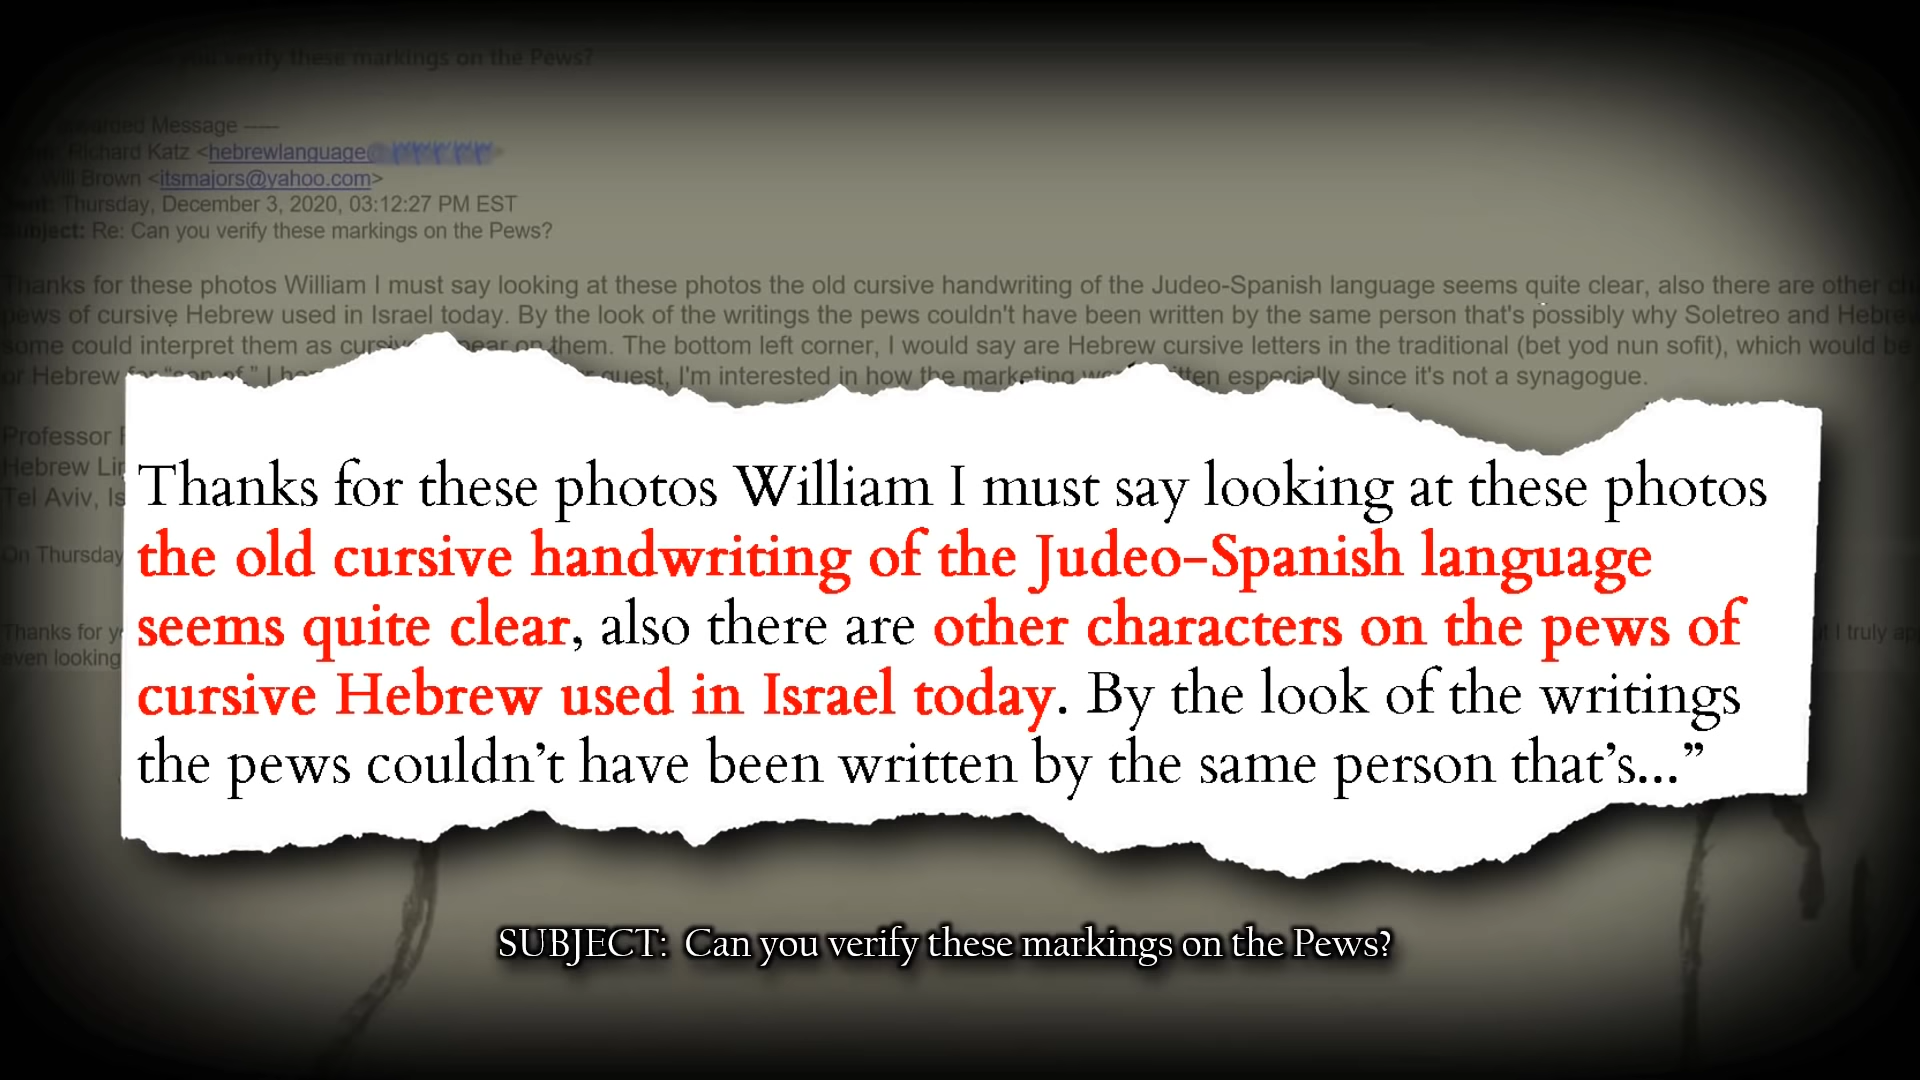 you verify these markings on the Pews?
Message -----
Richard Katz <hebrewlanguage@
Will Brown <itsmajors@yahoo.com>
Thursday, December 3, 2020, 03:12:27 PM EST
Subject: Re: Can you verify these markings on the Pews?
Thanks for these photos William I must say looking at these photos the old cursive handwriting of the Judeo-Spanish language seems quite clear, also there are other
pews of cursive Hebrew used in Israel today. By the look of the writings the pews couldn't have been written by the same person that's possibly why Soletreo and
some could interpret them as them. The bottom left corner, I would say are Hebrew cursive letters in the traditional (bet yod nun sofit), which would be
or Hebrew I'm interested in how the marketing especially since it's not a synagogue.
Professor
Hebrew
Tel Aviv,
On Thursday
Thanks for
even looking
I truly
Thanks for these photos William I must say looking at these photos
the old cursive handwriting of the Judeo-Spanish language
seems quite clear, also there are other characters on the pews of
cursive Hebrew used in Israel today. By the look of the writings
the pews couldn't have been written by the same person that's..."
SUBJECT: Can you verify these markings on the Pews?